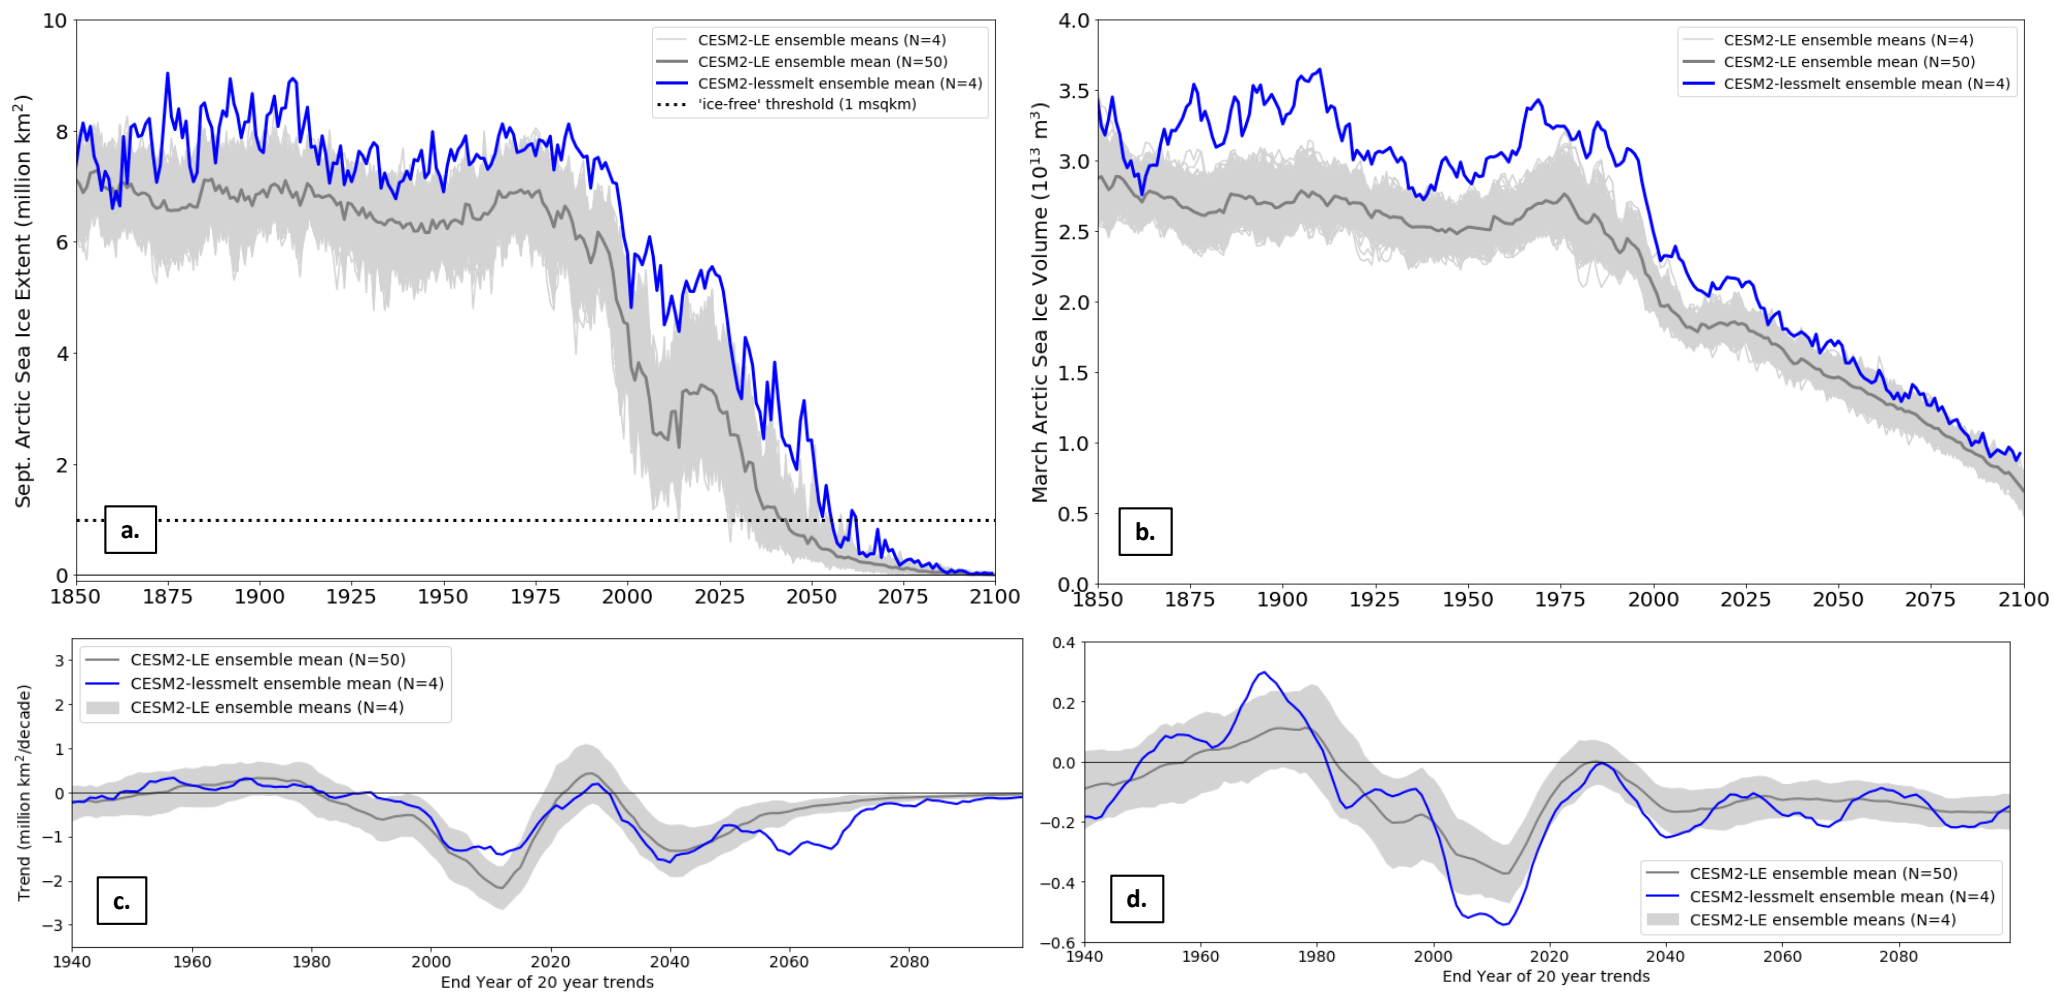 Sept. Arctic Sea Ice Extent (million km²)
10
8
6
4
2
0
CESM2-LE ensemble means (N=4)
CESM2-LE ensemble mean (N=50)
CESM2-lessmelt ensemble mean (N=4)
'ice-free' threshold (1 msqkm)
a.
1850 1875 1900 1925 1950 1975 2000 2025 2050 2075 2100
March Arctic Sea Ice Volume (10¹³ m³)
4.0
3.5
3.0
2.5
2.0
1.5
1.0
0.5
0.0
CESM2-LE ensemble means (N=4)
CESM2-LE ensemble mean (N=50)
CESM2-lessmelt ensemble mean (N=4)
b.
1850 1875 1900 1925 1950 1975 2000 2025 2050 2075 2100
Trend (million km²/decade)
3
2
1
0
−1
−2
−3
CESM2-LE ensemble mean (N=50)
CESM2-lessmelt ensemble mean (N=4)
CESM2-LE ensemble means (N=4)
c.
1940 1960 1980 2000 2020 2040 2060 2080
End Year of 20 year trends
0.4
0.2
0.0
−0.2
−0.4
−0.6
CESM2-LE ensemble mean (N=50)
CESM2-lessmelt ensemble mean (N=4)
CESM2-LE ensemble means (N=4)
d.
1940 1960 1980 2000 2020 2040 2060 2080
End Year of 20 year trends